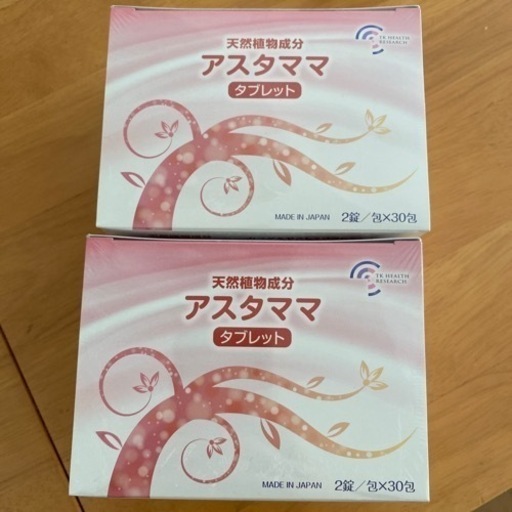 天然植物成分
アスタママ
タブレット
TK HEALTH
RESEARCH
MADE IN JAPAN
2錠/包×30包
天然植物成分
アスタママ
タブレット
TK HEALTH
RESEARCH
MADE IN JAPAN
2錠/包×30包